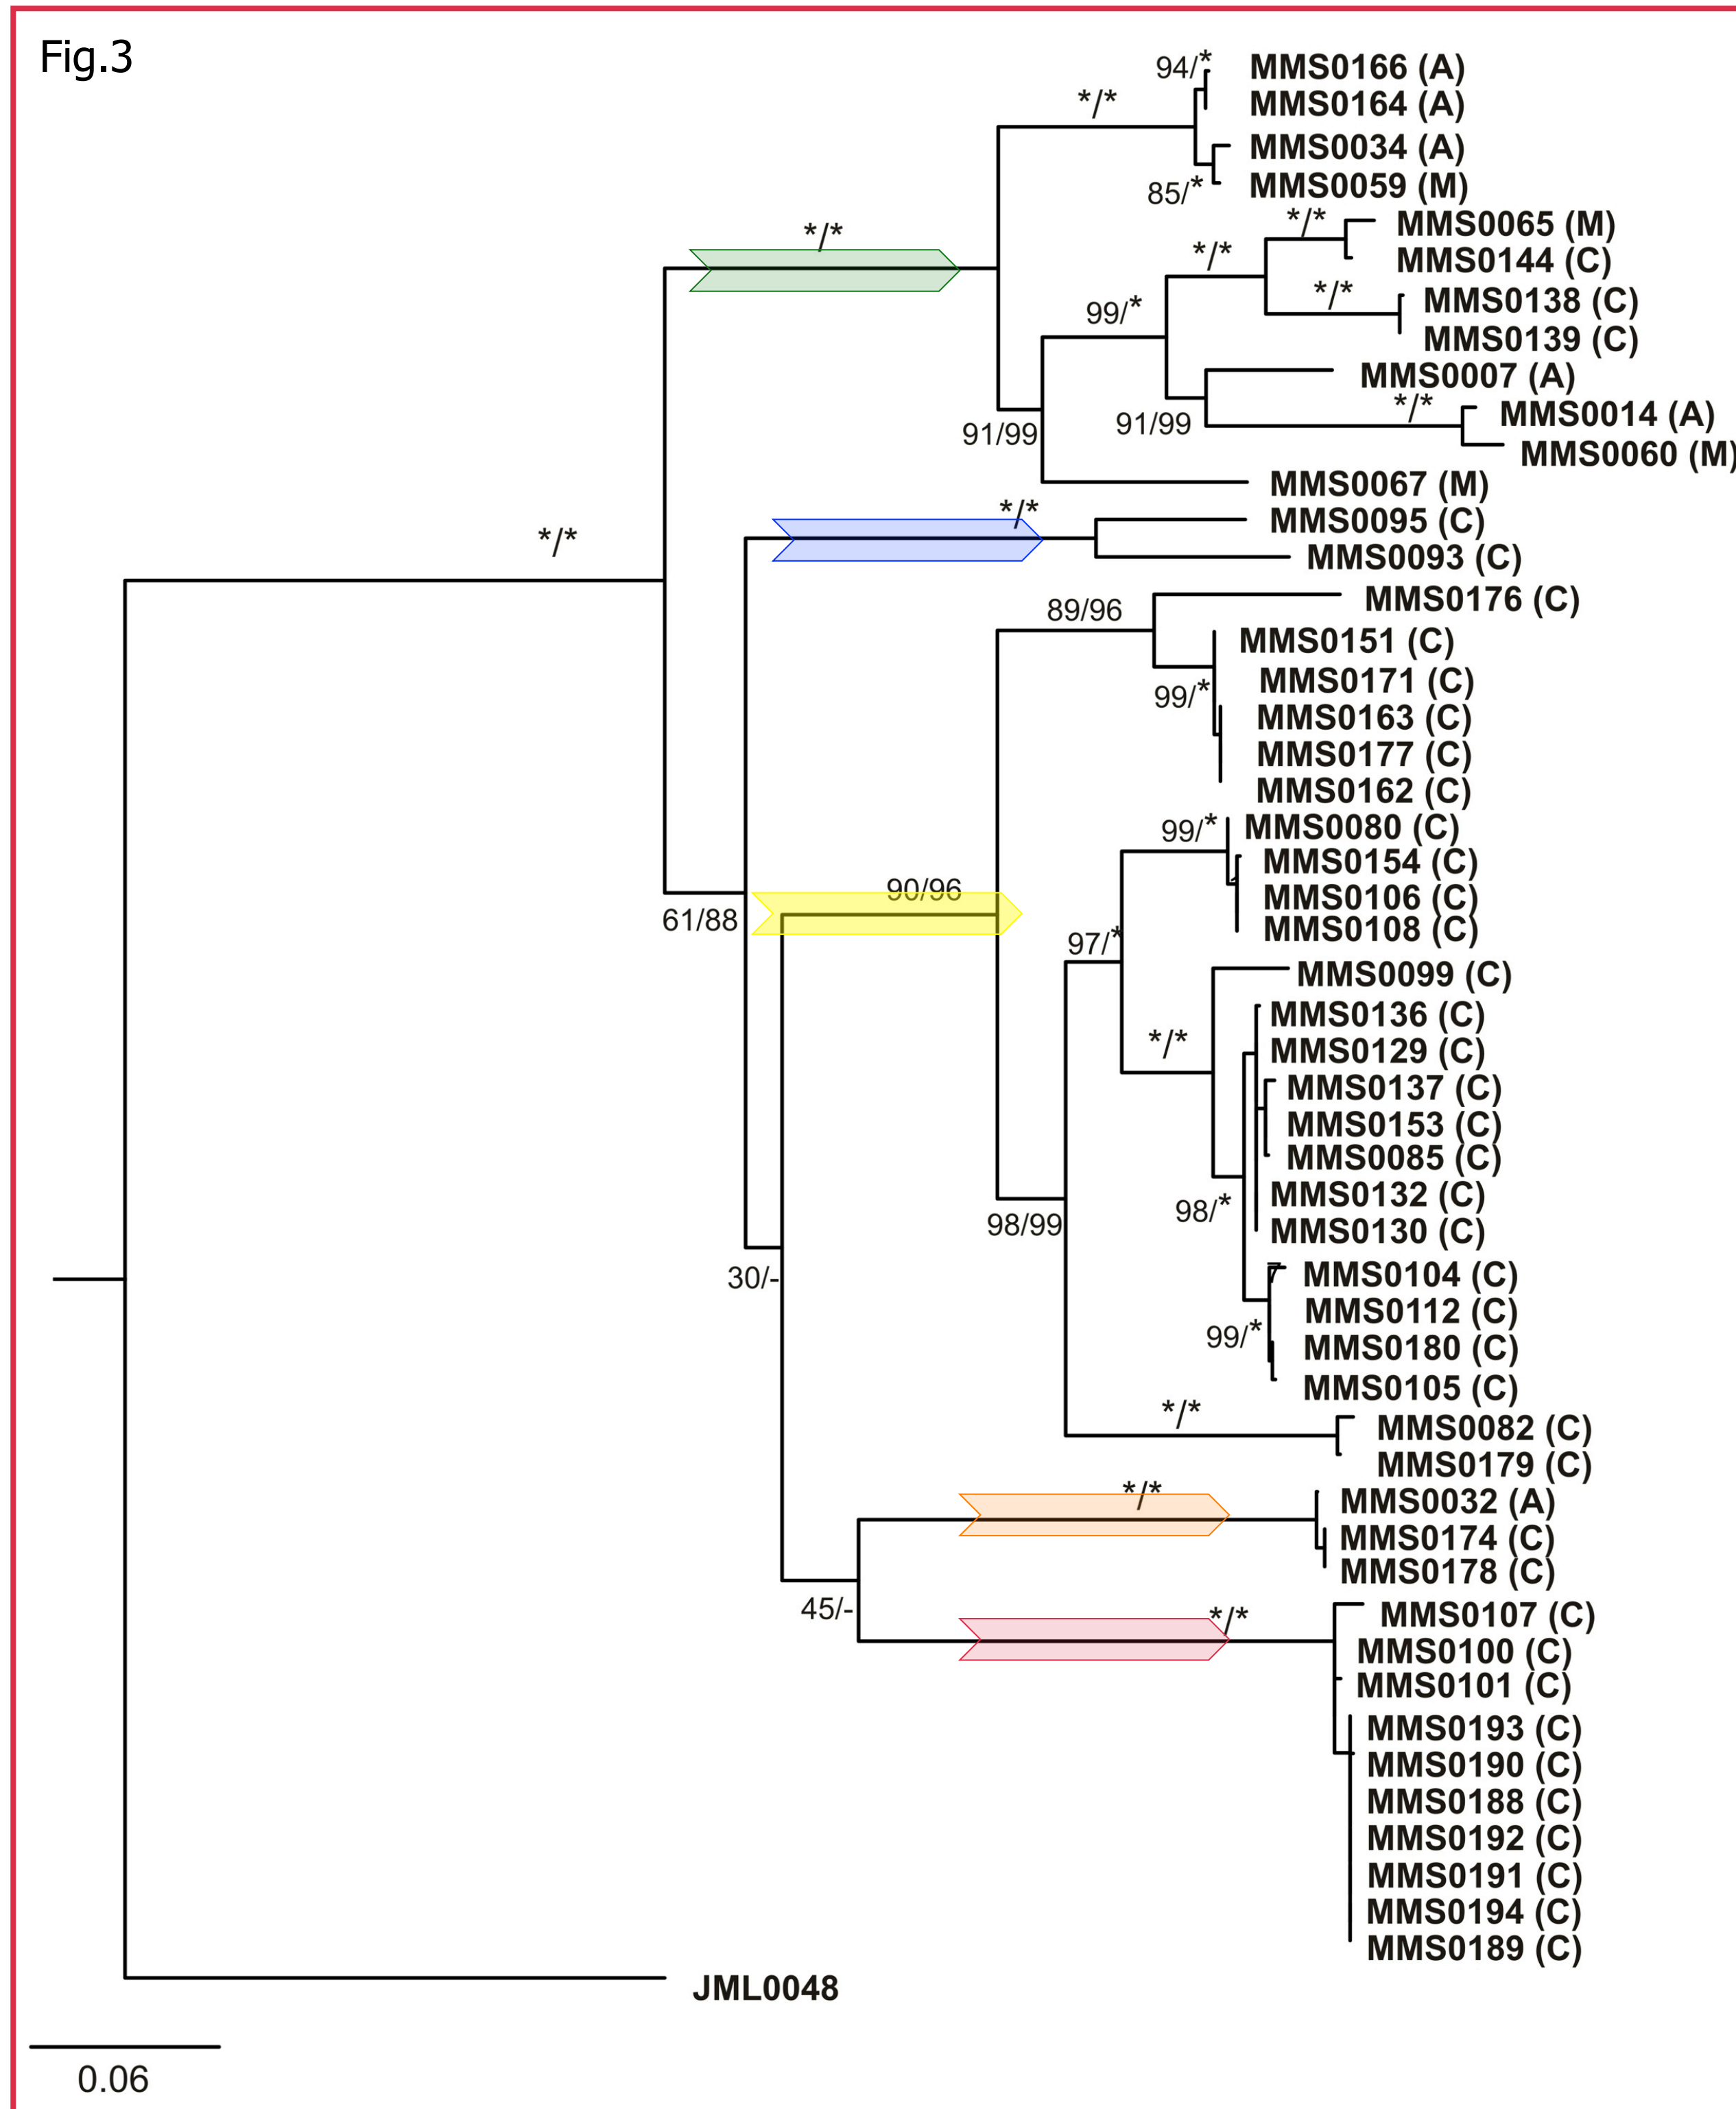 Fig.3
94/*
MMS0166 (A)
*/*
MMS0164 (A)
MMS0034 (A)
85/*
MMS0059 (M)
*/*
*/*
MMS0065 (M)
*/*
MMS0144 (C)
*/*
MMS0138 (C)
99/*
MMS0139 (C)
MMS0007 (A)
*/*
MMS0014 (A)
91/99
91/99
MMS0060 (M)
MMS0067 (M)
*/*
MMS0095 (C)
*/*
MMS0093 (C)
89/96
MMS0176 (C)
MMS0151 (C)
99/*
MMS0171 (C)
MMS0163 (C)
MMS0177 (C)
MMS0162 (C)
99/*
MMS0080 (C)
MMS0154 (C)
90/96
MMS0106 (C)
61/88
MMS0108 (C)
97/*
MMS0099 (C)
MMS0136 (C)
*/*
MMS0129 (C)
MMS0137 (C)
MMS0153 (C)
MMS0085 (C)
98/*
MMS0132 (C)
98/99
MMS0130 (C)
30/-
7
MMS0104 (C)
MMS0112 (C)
99/*
MMS0180 (C)
MMS0105 (C)
*/*
MMS0082 (C)
MMS0179 (C)
*/*
MMS0032 (A)
MMS0174 (C)
MMS0178 (C)
45/-
*/*
MMS0107 (C)
MMS0100 (C)
MMS0101 (C)
MMS0193 (C)
MMS0190 (C)
MMS0188 (C)
MMS0192 (C)
MMS0191 (C)
MMS0194 (C)
MMS0189 (C)
JML0048
0.06